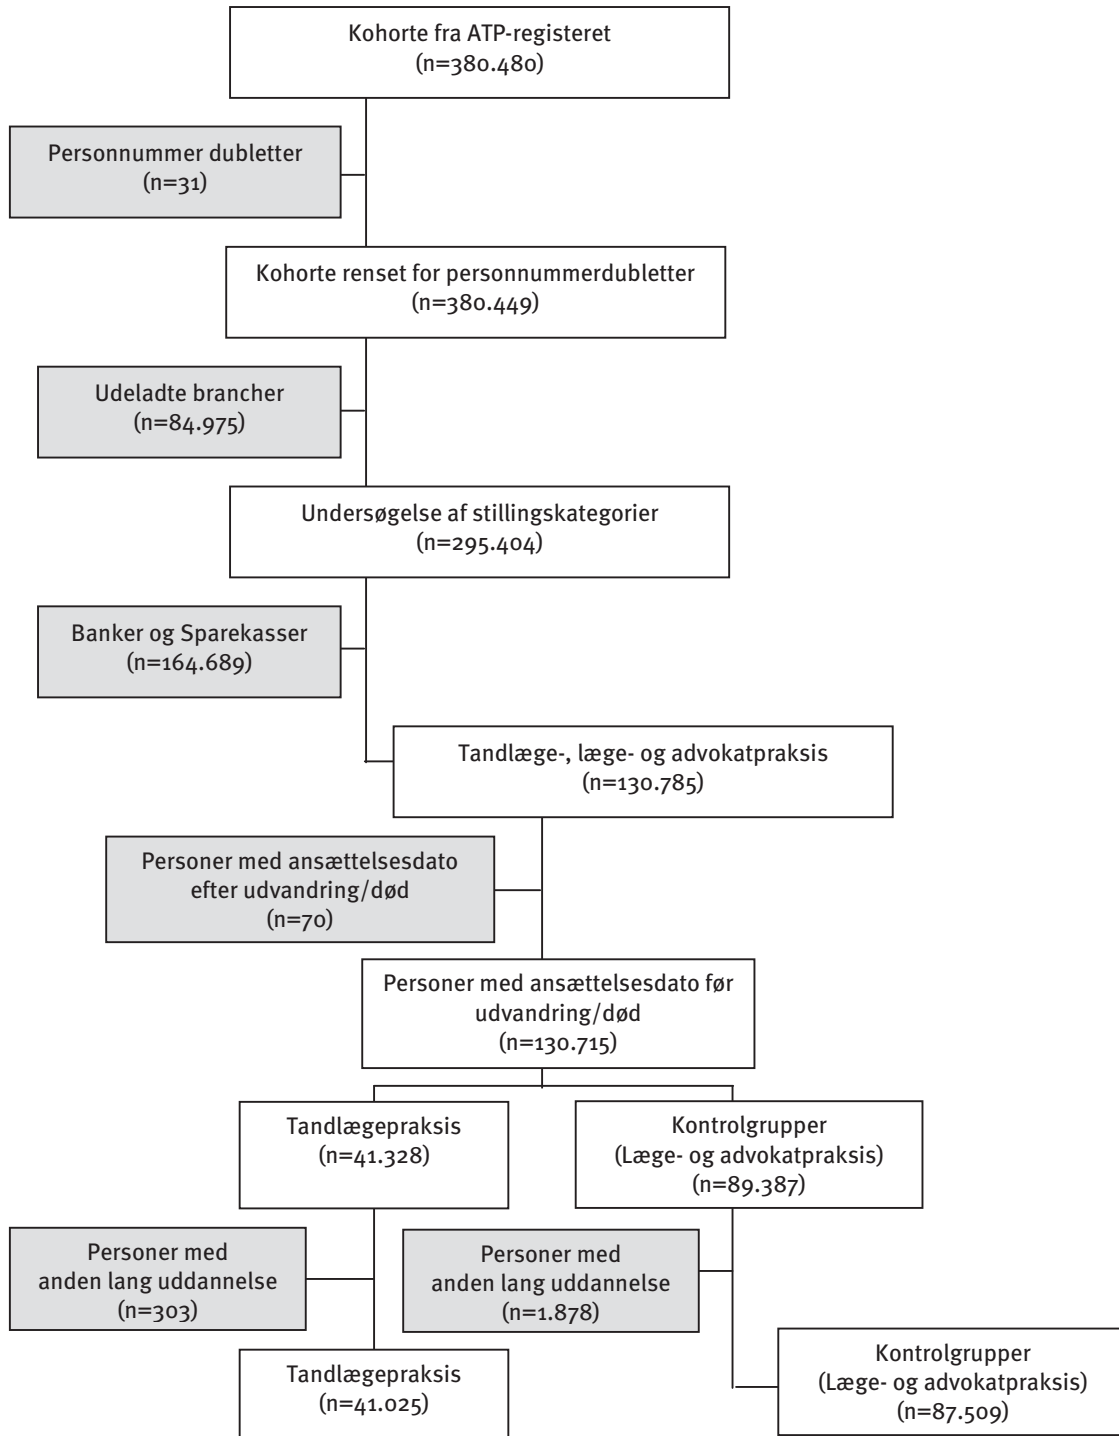 Kohorte fra ATP-registeret
(n=380.480)
Personnummer dubletter
(n=31)
Kohorte renset for personnummerdubletter
(n=380.449)
Udeladte brancher
(n=84.975)
Undersøgelse af stillingskategorier
(n=295.404)
Banker og Sparekasser
(n=164.689)
Tandlæge-, læge- og advokatpraksis
(n=130.785)
Personer med ansættelsesdato
efter udvandring/død
(n=70)
Personer med ansættelsesdato før
udvandring/død
(n=130.715)
Tandlægepraksis
(n=41.328)
Kontrolgrupper
(Læge- og advokatpraksis)
(n=89.387)
Personer med
anden lang uddannelse
(n=303)
Personer med
anden lang uddannelse
(n=1.878)
Tandlægepraksis
(n=41.025)
Kontrolgrupper
(Læge- og advokatpraksis)
(n=87.509)